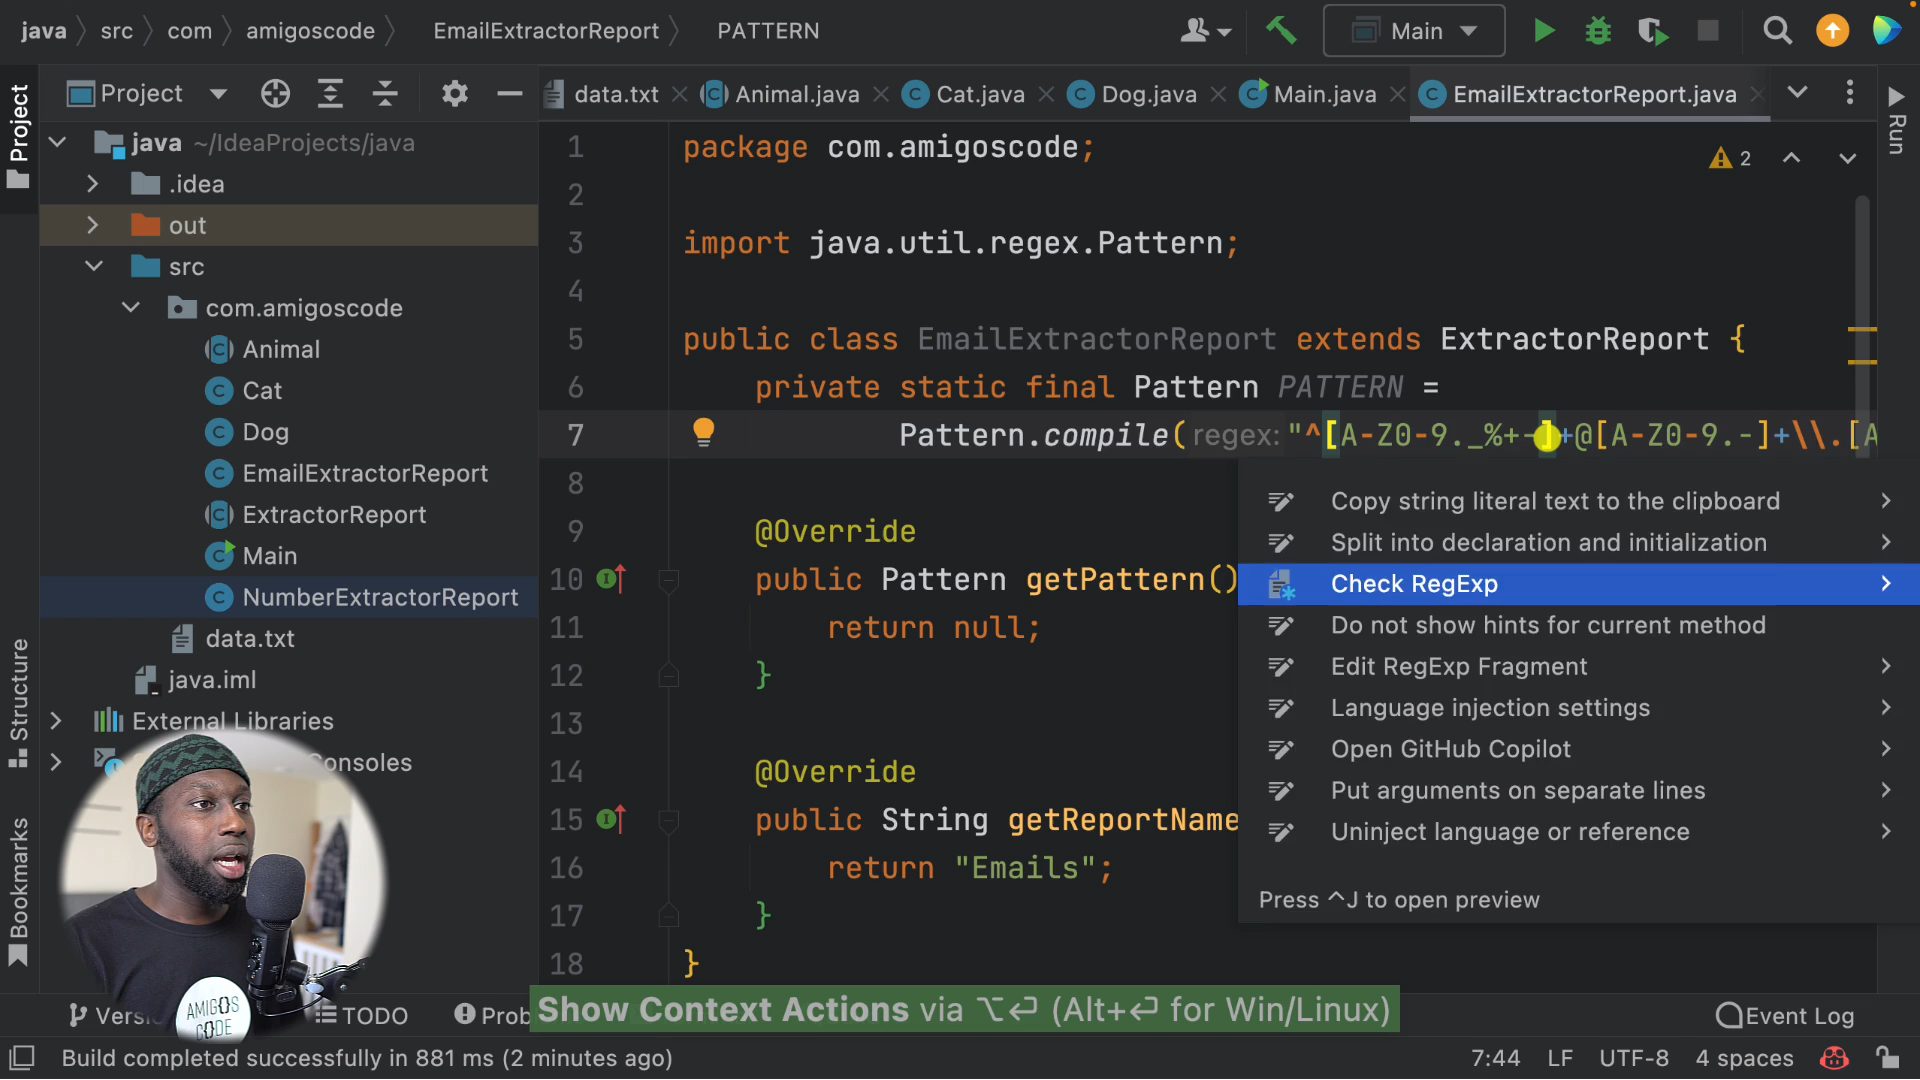 java src com amigoscode EmailExtractorReport PATTERN Main
Project
Project data.txt Animal.java Cat.java Dog.java Main.java EmailExtractorReport.java
Run
java ~/IdeaProjects/java
.idea
out
src
com.amigoscode
Animal
Cat
Dog
EmailExtractorReport
ExtractorReport
Main
NumberExtractorReport
data.txt
java.iml
External Libraries
Consoles
Structure
Bookmarks
2
1 package com.amigoscode;
2
3 import java.util.regex.Pattern;
4
5 public class EmailExtractorReport extends ExtractorReport {
6 private static final Pattern PATTERN =
7 Pattern.compile( regex: "^[A-Z0-9._%+-]+@[A-Z0-9.-]+\\.[A
8
9 @Override
10 public Pattern getPattern()
11 return null;
12 }
13
14 @Override
15 public String getReportName
16 return "Emails";
17 }
18 }
Copy string literal text to the clipboard
Split into declaration and initialization
Check RegExp
Do not show hints for current method
Edit RegExp Fragment
Language injection settings
Open GitHub Copilot
Put arguments on separate lines
Uninject language or reference
Press ^J to open preview
AMIGOS
CODE
Versi TODO Prob
Show Context Actions via ⌥⏎ (Alt+⏎ for Win/Linux)
Event Log
Build completed successfully in 881 ms (2 minutes ago) 7:44 LF UTF-8 4 spaces